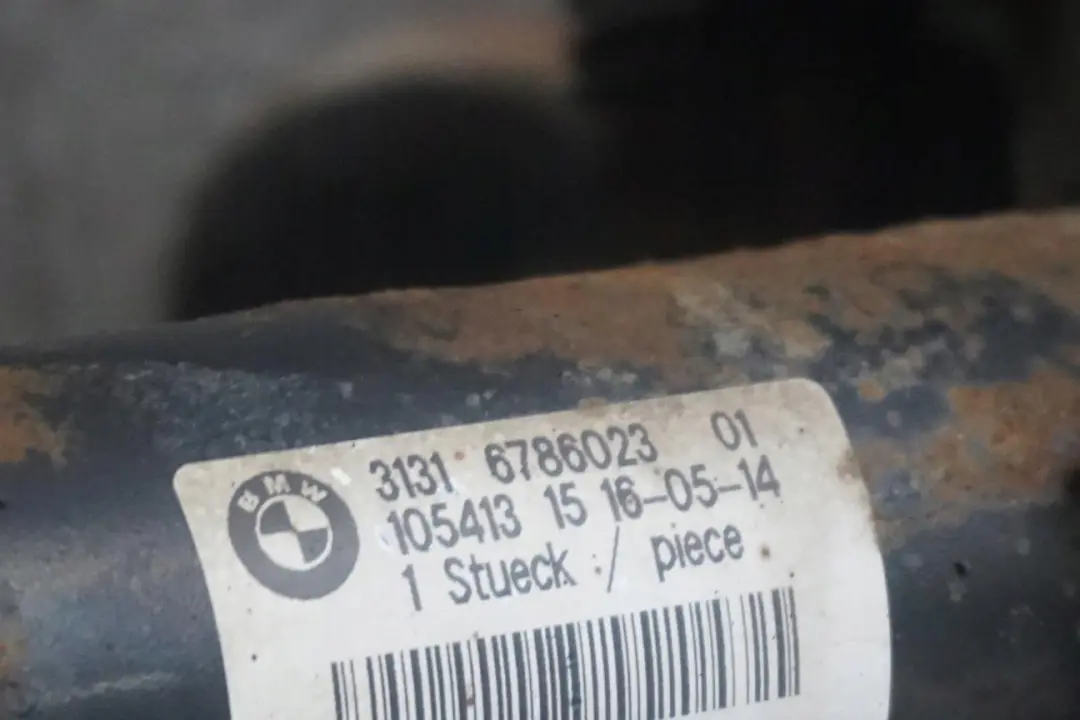 BMW
3131 6786023 01
105413 15 16-05-14
1 Stueck / piece